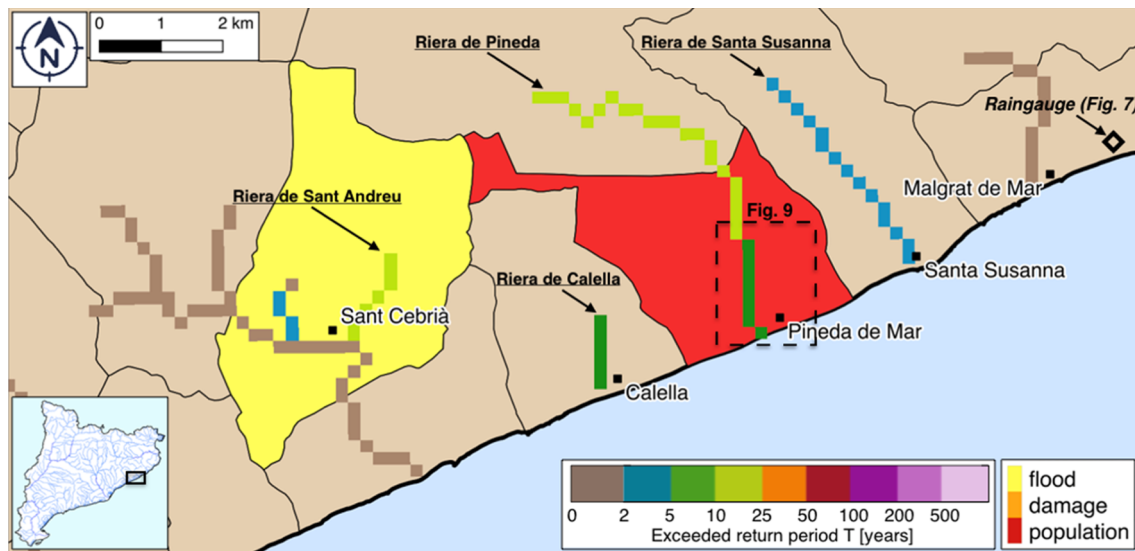 0 1 2 km
N
Riera de Pineda
Riera de Santa Susanna
Raingauge (Fig. 7)
Malgrat de Mar
Riera de Sant Andreu
Fig. 9
Santa Susanna
Riera de Calella
Sant Cebrià
Pineda de Mar
Calella
0 2 5 10 25 50 100 200 500
Exceeded return period T [years]
flood
damage
population